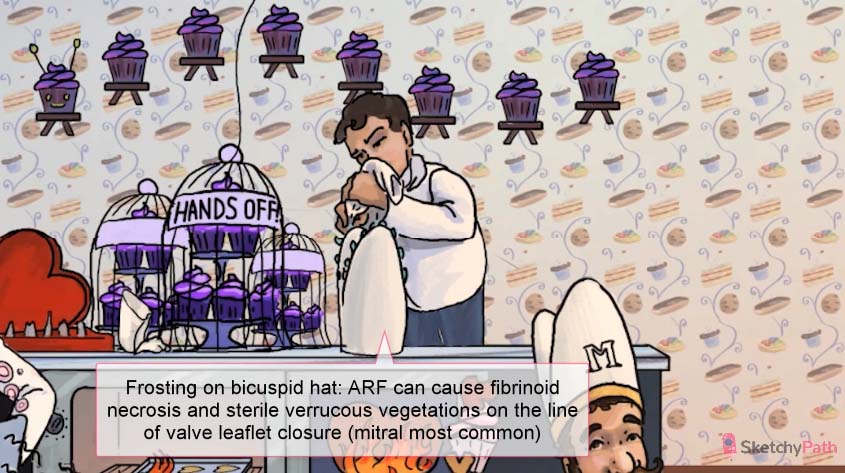 HANDS OFF!
M
Frosting on bicuspid hat: ARF can cause fibrinoid
necrosis and sterile verrucous vegetations on the line
of valve leaflet closure (mitral most common)
SketchyPath